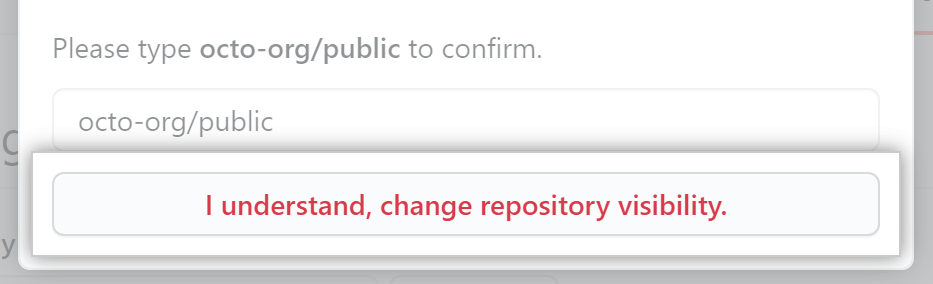 Please type octo-org/public to confirm.
octo-org/public
I understand, change repository visibility.